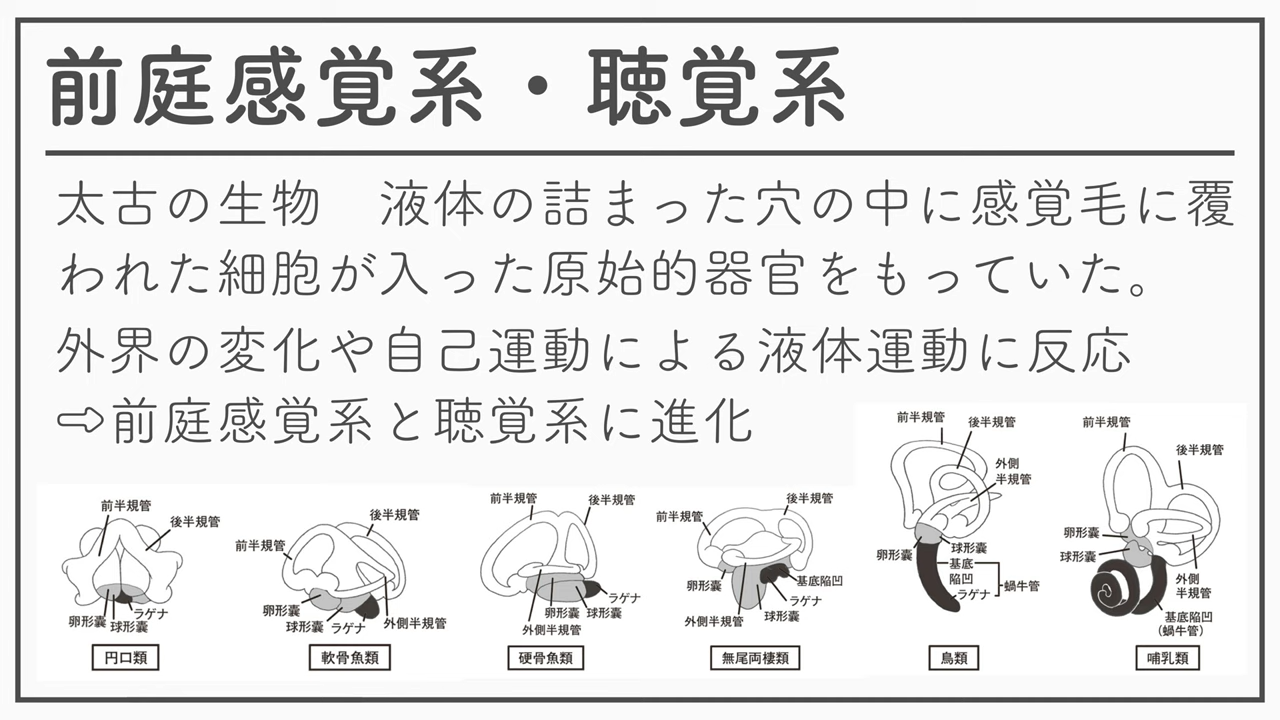 前庭感覚系・聴覚系
太古の生物　液体の詰まった穴の中に感覚毛に覆
われた細胞が入った原始的器官をもっていた。
外界の変化や自己運動による液体運動に反応
⇨前庭感覚系と聴覚系に進化
前半規管
後半規管
卵形嚢
球形嚢
ラゲナ
円口類
前半規管
後半規管
卵形嚢
球形嚢
ラゲナ
外側半規管
軟骨魚類
前半規管
後半規管
卵形嚢
球形嚢
ラゲナ
外側半規管
硬骨魚類
前半規管
後半規管
卵形嚢
基底陥凹
ラゲナ
球形嚢
外側半規管
無尾両棲類
前半規管
後半規管
外側
半規管
卵形嚢
球形嚢
基底
陥凹
ラゲナ
蝸牛管
鳥類
前半規管
後半規管
卵形嚢
球形嚢
外側
半規管
基底陥凹
(蝸牛管)
哺乳類